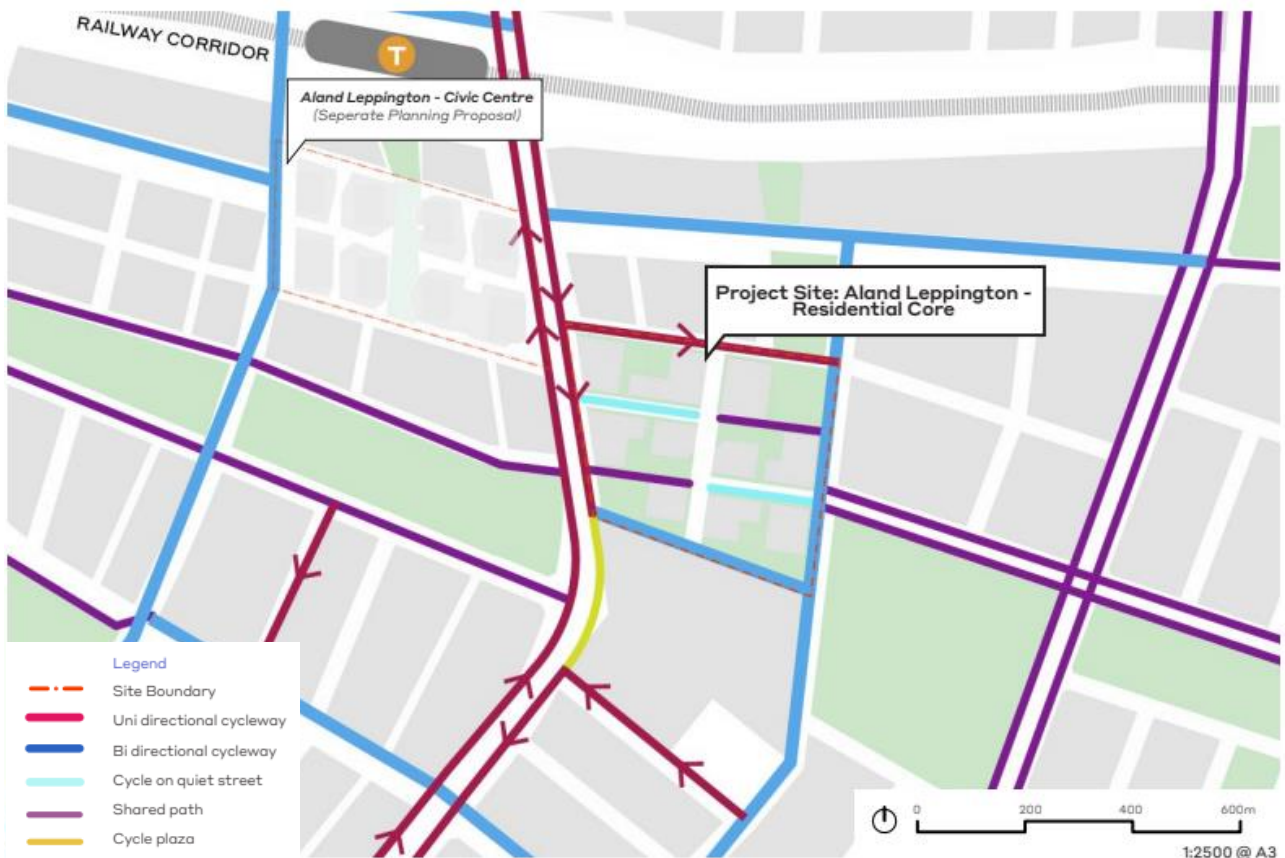 RAILWAY CORRIDOR
T
Aland Leppington - Civic Centre
(Seperate Planning Proposal)
Project Site: Aland Leppington -
Residential Core
Legend
Site Boundary
Uni directional cycleway
Bi directional cycleway
Cycle on quiet street
Shared path
Cycle plaza
0 200 400 600m
1:2500 @ A3